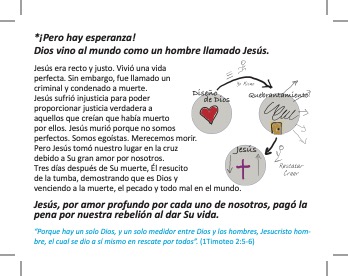 *¡Pero hay esperanza!
Dios vino al mundo como un hombre llamado Jesús.
Jesús era recto y justo. Vivió una vida
perfecta. Sin embargo, fue llamado un
criminal y condenado a muerte.
Jesús sufrió injusticia para poder
proporcionar justicia verdadera a
aquellos que creían que había muerto
por ellos. Jesús murió porque no somos
perfectos. Somos egoístas. Merecemos morir.
Pero Jesús tomó nuestro lugar en la cruz
debido a Su gran amor por nosotros.
Tres días después de Su muerte, Él resucito
de la tumba, demostrando que es Dios y
venciendo a la muerte, el pecado y todo mal en el mundo.
Diseño
de Dios
Quebrantamiento
Jesús
Rescatar
Creer
Jesús, por amor profundo por cada uno de nosotros, pagó la
pena por nuestra rebelión al dar Su vida.
"Porque hay un solo Dios, y un solo medidor entre Dios y los hombres, Jesucristo hom-
bre, el cual se dio a sí mismo en rescate por todos". (1Timoteo 2:5-6)